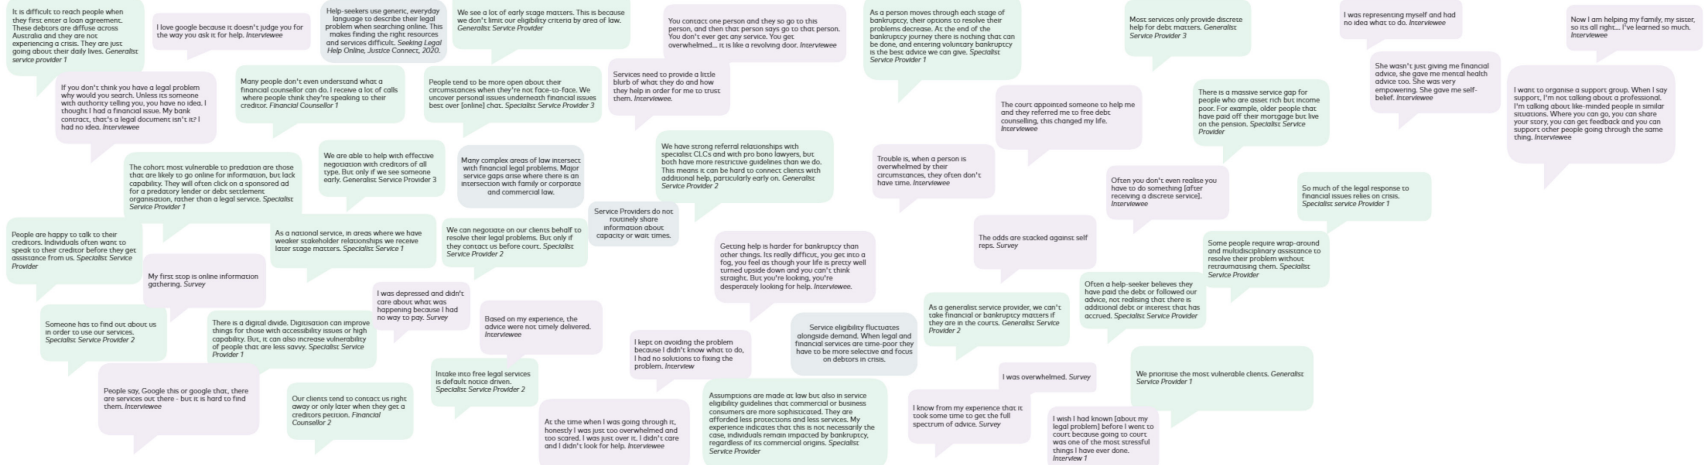 It is difficult to reach people when
they first enter a loan agreement.
These debtors are diffuse across
Australia and they are not
experiencing a crisis. They are just
going about the daily lives. Generalist
service provider 1
I love google because it doesn't judge you for
the way you ask it for help. Interviewee
Help-seekers use generic, everyday
language to describe their legal
problem when searching online. This
makes finding the right resources
and services difficult. Seeking Legal
Help Online, Justice Connect, 2020.
We see a lot of early stage matters. This is because
we don't limit our eligibility criteria by area of law.
Generalist Service Provider
You contact one person and they so go to this
person, and then that person says go to that person.
You don't ever get any service. You get
overwhelmed... it is like a revolving door. Interviewee
As a person moves through each stage of
bankruptcy, their options to resolve their
problems decrease. At the end of the
bankruptcy journey there is nothing that can
be done, and entering voluntary bankruptcy
is the best advice we can give. Specialist
Service Provider 1
Most services only provide discrete
help for debt matters. Generalist
Service Provider 3
I was representing myself and had
no idea what to do. Interviewee
Now I am helping my family, my sister,
so its all right... I've learned so much.
Interviewee
If you don't think you have a legal problem
why would you search. Unless its someone
with authority telling you, you have no idea. I
thought I had a financial issue. My bank
contract, that's a legal document isn't it? I
had no idea. Interviewee
Many people don't even understand what a
financial counsellor can do. I receive a lot of calls
where people think they're speaking to their
creditor. Financial Counsellor 1
People tend to be more open about their
circumstances when they're not face-to-face. We
uncover personal issues underneath financial issues
best over [online] chat. Specialist Service Provider 3
Services need to provide a little
blurb of what they do and how
they help in order for me to trust
them. Interviewee.
The court appointed someone to help me
and they referred me to free debt
counselling, this changed my life.
Interviewee
There is a massive service gap for
people who are asset rich but income
poor. For example, older people that
have paid off their mortgage but live
on the pension. Specialist Service
Provider
She wasn't just giving me financial
advice, she gave me mental health
advice too. She was very
empowering. She gave me self-
belief. Interviewee
I want to organise a support group. When I say
support, I'm not talking about a professional.
I'm talking about like-minded people in similar
situations. Where you can go, you can share
your story, you can get feedback and you can
support other people going through the same
thing. Interviewee
The cohort most vulnerable to predation are those
that are likely to go online for information, but lack
capability. They will often click on a sponsored ad
for a predatory lender or debt settlement
organisation, rather than a legal service. Specialist
Service Provider 1
We are able to help with effective
negotiation with creditors of all
type. But only if we see someone
early. Generalist Service Provider 3
Many complex areas of law intersect
with financial legal problems. Major
service gaps arise where there is an
intersection with family or corporate
and commercial law.
We have strong referral relationships with
specialist CLCs and with pro bono lawyers, but
both have more restrictive guidelines than we do.
This means it can be hard to connect clients with
additional help, particularly early on. Generalist
Service Provider 2
Trouble is, when a person is
overwhelmed by their
circumstances, they often don't
have time. Interviewee
Often you don't even realise you
have to do something [after
receiving a discrete service].
Interviewee
So much of the legal response to
financial issues relies on crisis.
Specialist service provider 1
People are happy to talk to their
creditors. Individuals often want to
speak to their creditor before they get
assistance from us. Specialist Service
Provider
As a national service, in areas where we have
weaker stakeholder relationships we receive
later stage matters. Specialist Service 1
We can negotiate on our clients behalf to
resolve their legal problems. But only if
they contact us before court. Specialist
Service Provider 2
Service Providers do not
routinely share
information about
capacity or wait times.
Getting help is harder for bankruptcy than
other things. Its really difficult, you get into a
fog, you feel as though your life is pretty well
turned upside down and you can't think
straight. But you're looking, you're
desperately looking for help. Interviewee.
The odds are stacked against self
reps. Survey
Some people require wrap-around
and multidisciplinary assistance to
resolve their problem without
retraumatising them. Specialist
Service Provider
My first stop is online information
gathering. Survey
I was depressed and didn't
care about what was
happening because I had
no way to pay. Survey
Based on my experience, the
advice were not timely delivered.
Interviewee
As a generalist service provider, we can't
take financial or bankruptcy matters if
they are in the courts. Generalist Service
Provider 2
Often a help-seeker believes they
have paid the debt or followed our
advice, not realising that there is
additional debt or interest that has
accrued. Specialist Service Provider
Someone has to find out about us
in order to use our services.
Specialist Service Provider 2
There is a digital divide. Digitisation can improve
things for those with accessibility issues or high
capability. But, it can also increase vulnerability
of people that are less savvy. Specialist Service
Provider 1
I kept on avoiding the problem
because I didn't know what to do,
I had no solutions to fixing the
problem. Interview
Service eligibility fluctuates
alongside demand. When legal and
financial services are time-poor they
have to be more selective and focus
on debtors in crisis.
People say, Google this or google that, there
are services out there - but it is hard to find
them. Interviewee
Our clients tend to contact us right
away or only later when they get a
creditors petition. Financial
Counsellor 2
Intake into free legal services
is default notice driven.
Specialist Service Provider 2
At the time when I was going through it,
honestly I was just too overwhelmed and
too scared. I was just over it. I didn't care
and I didn't look for help. Interviewee
Assumptions are made at law but also in service
eligibility guidelines that commercial or business
consumers are more sophisticated. They are
afforded less protections and less services. My
experience indicates that this is not necessarily the
case, individuals remain impacted by bankruptcy,
regardless of its commercial origins. Specialist
Service Provider
I was overwhelmed. Survey
I know from my experience that it
took some time to get the full
spectrum of advice. Survey
I wish I had known [about my
legal problem] before I went to
court because going to court
was one of the most stressful
things I have ever done.
Interview 1
We prioritise the most vulnerable clients. Generalist
Service Provider 1